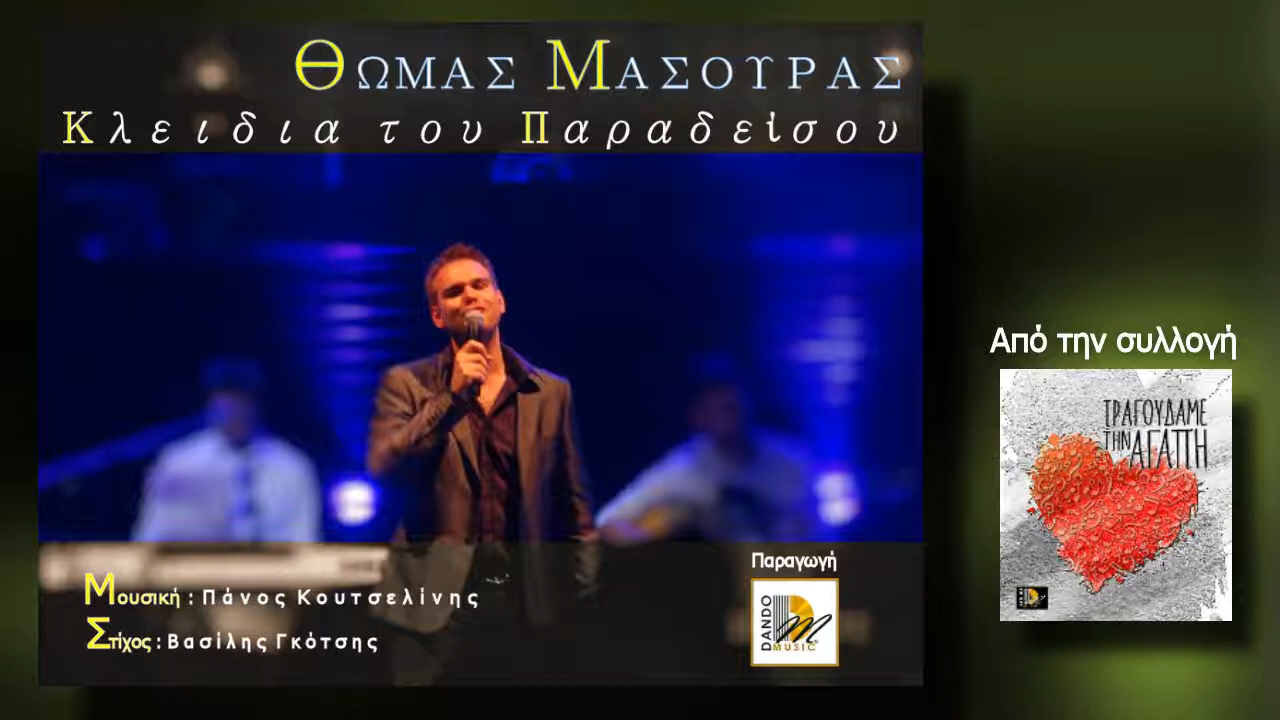 ΘΩΜΑΣ ΜΑΣΟΥΡΑΣ
Κλειδια του Παραδείσου
Από την συλλογή
ΤΡΑΓΟΥΔΑΜΕ
ΤΗΝ ΑΓΑΠΗ
Παραγωγή
DANDO
MUSIC
Μουσική : Πάνος Κουτσελίνης
Στίχος : Βασίλης Γκότσης